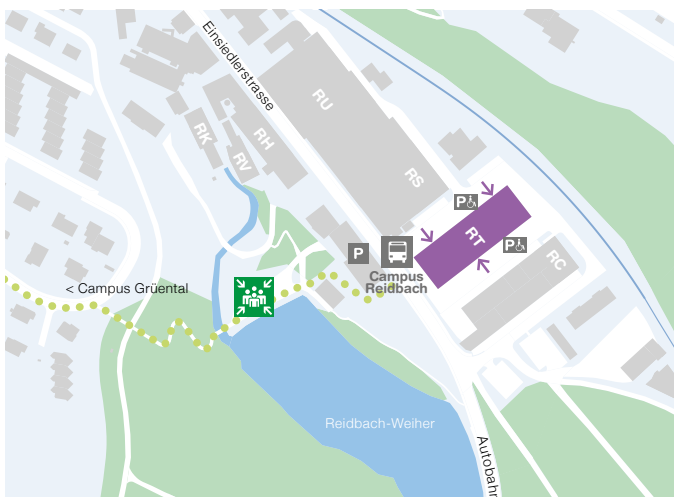 Einsiedlerstrasse
RU
RK
RV
RH
RS
P
RT
P
RC
P
Campus
Reidbach
< Campus Grüental
Reidbach-Weiher
Autobahn